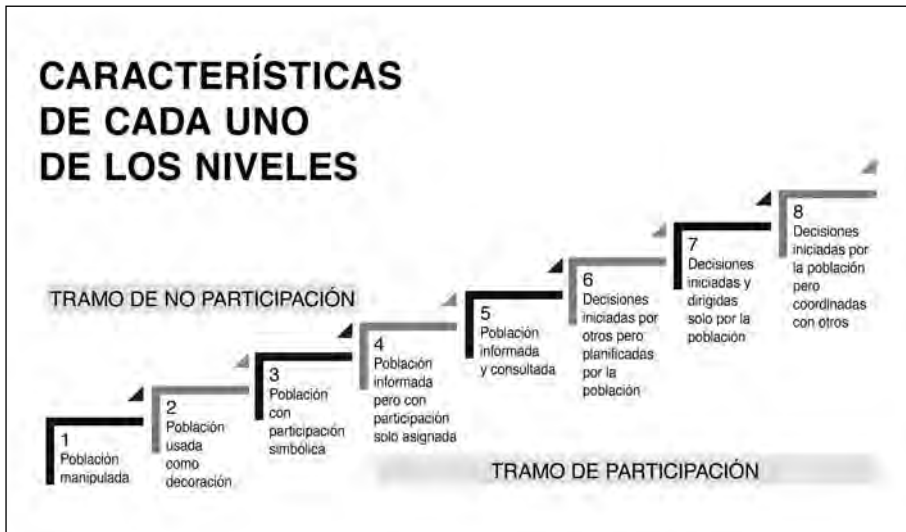 CARACTERÍSTICAS
DE CADA UNO
DE LOS NIVELES
TRAMO DE NO PARTICIPACIÓN
1
Población
manipulada
2
Población
usada
como
decoración
3
Población
con
participación
simbólica
4
Población
informada
pero con
participación
solo asignada
5
Población
informada
y consultada
6
Decisiones
iniciadas por
otros pero
planificadas
por la
población
7
Decisiones
iniciadas y
dirigidas
solo por la
población
8
Decisiones
iniciadas por
la población
pero
coordinadas
con otros
TRAMO DE PARTICIPACIÓN